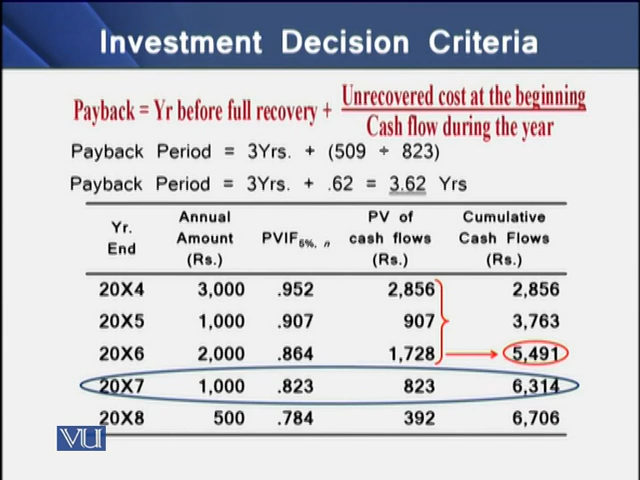 Investment Decision Criteria
Payback = Yr before full recovery + Unrecovered cost at the beginning
Cash flow during the year
Payback Period = 3Yrs. + (509 ÷ 823)
Payback Period = 3Yrs. + .62 = 3.62 Yrs
Yr. End Annual Amount (Rs.) PVIF5%, n PV of cash flows (Rs.) Cumulative Cash Flows (Rs.)
20X4 3,000 .952 2,856 2,856
20X5 1,000 .907 907 3,763
20X6 2,000 .864 1,728 5,491
20X7 1,000 .823 823 6,314
20X8 500 .784 392 6,706
VU